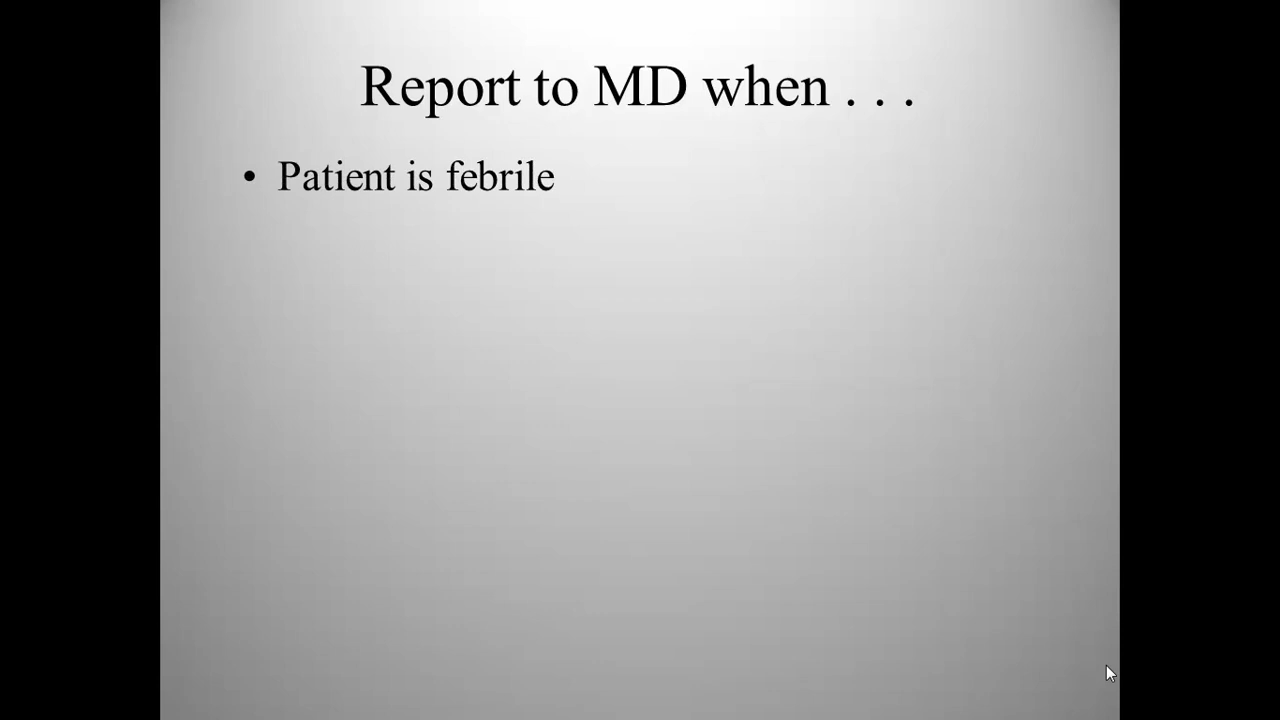 Report to MD when . . .
• Patient is febrile